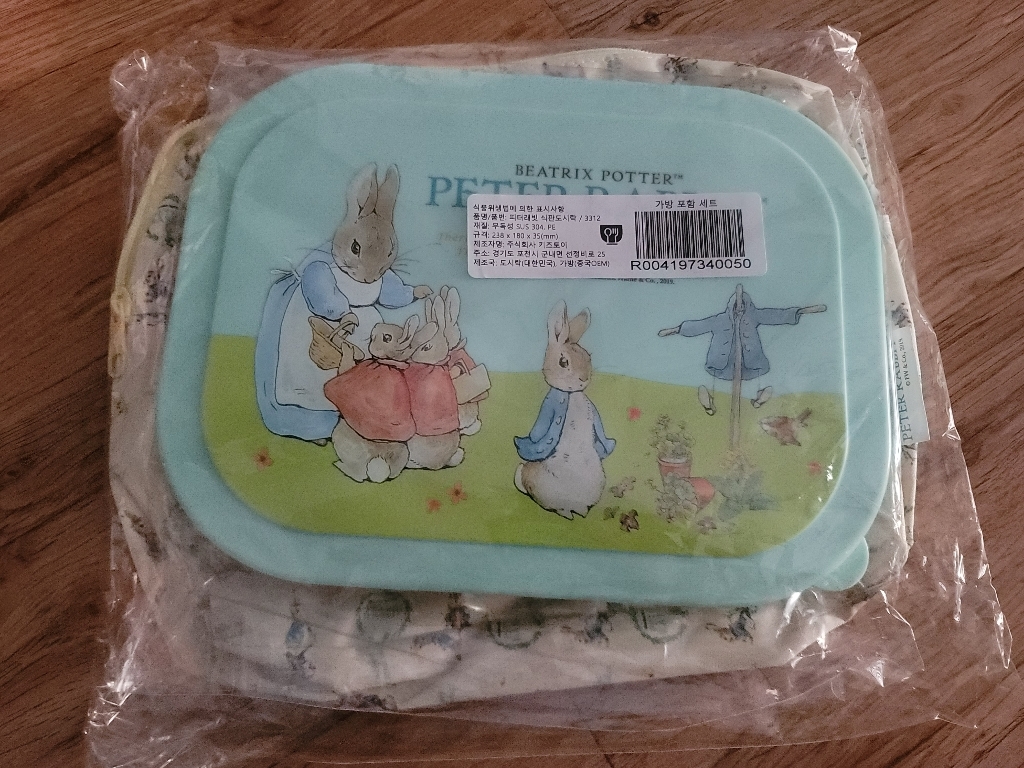 BEATRIX POTTER™
PETER
식품위생법에 의한 표시사항
품명/품번: 피터래빗 식판도시락 / 3312
재질: 무독성 SUS 304, PE
규격: 238 x 180 x 35(mm)
제조자명: 주식회사 키즈토이
주소: 경기도 포천시 군내면 선정비로 25
제조국: 도시락(대한민국), 가방(중국OEM)
가방 포함 세트
R004197340050
& Co., 2019.
PETER RABBIT